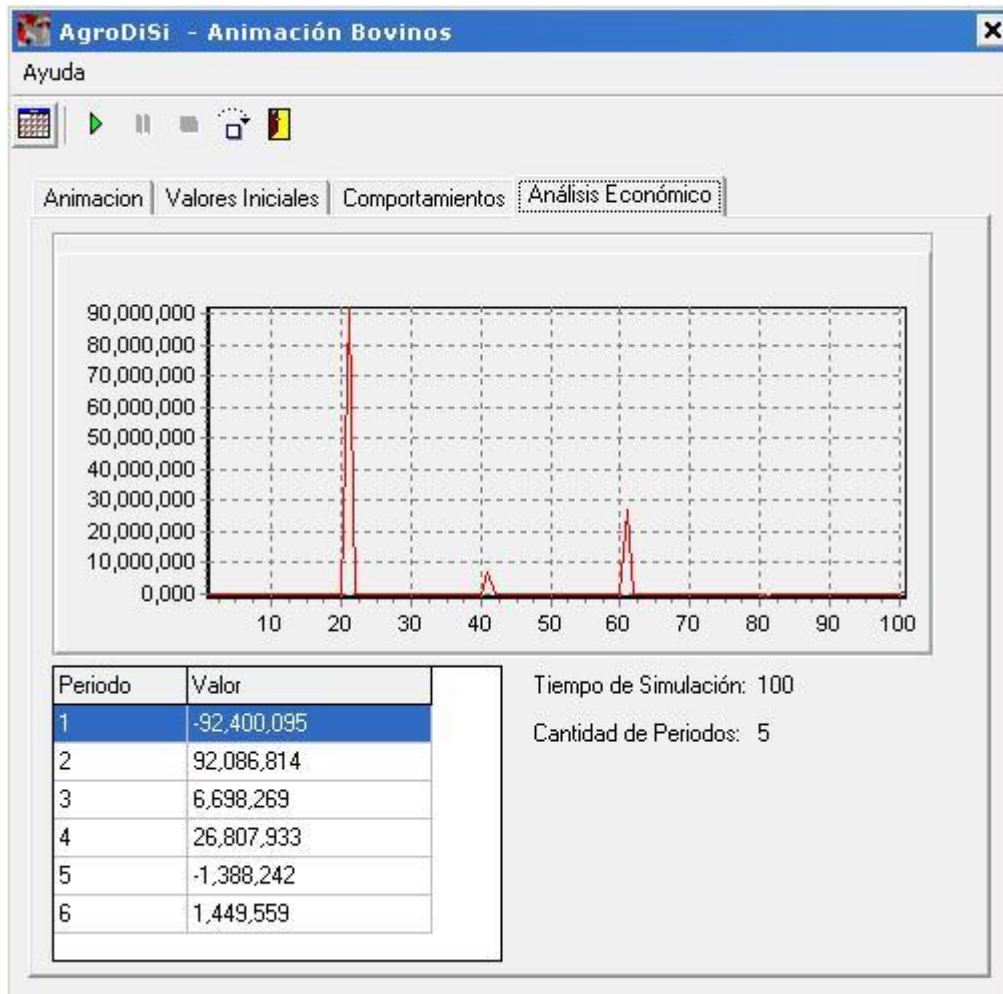 AgroDiSi - Animación Bovinos
Ayuda
Animacion Valores Iniciales Comportamientos Análisis Económico
90,000,000
80,000,000
70,000,000
60,000,000
50,000,000
40,000,000
30,000,000
20,000,000
10,000,000
0,000
10 20 30 40 50 60 70 80 90 100
Periodo Valor
1 -92,400,095
2 92,086,814
3 6,698,269
4 26,807,933
5 -1,388,242
6 1,449,559
Tiempo de Simulación: 100
Cantidad de Periodos: 5